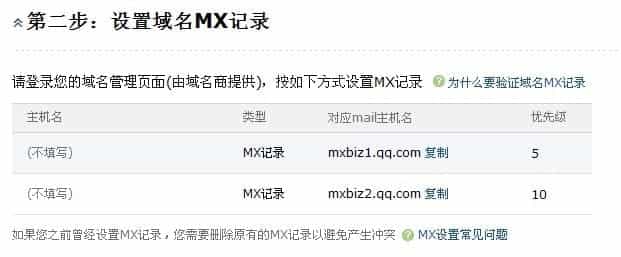 第二步：设置域名MX记录
请登录您的域名管理页面(由域名商提供)，按如下方式设置MX记录 为什么要验证域名MX记录
主机名 类型 对应mail主机名 优先级
(不填写) MX记录 mxbiz1.qq.com 复制 5
(不填写) MX记录 mxbiz2.qq.com 复制 10
如果您之前曾经设置MX记录，您需要删除原有的MX记录以避免产生冲突 MX设置常见问题